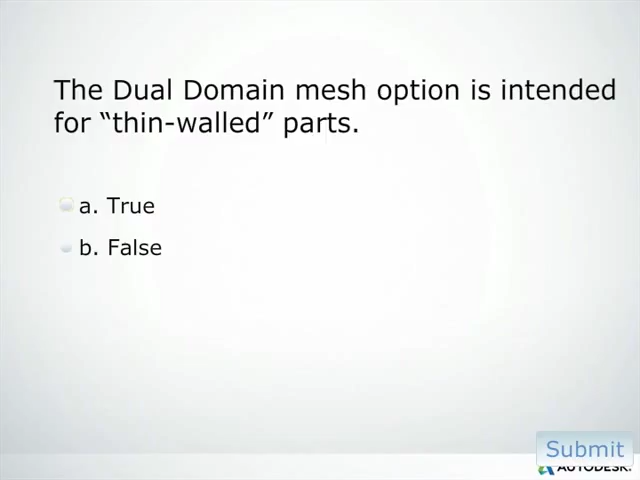 The Dual Domain mesh option is intended
for “thin-walled” parts.
a. True
b. False
Submit
AUTODESK.